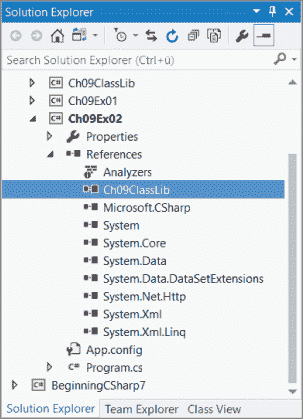 Solution Explorer
Search Solution Explorer (Ctrl+ü)
C# Ch09ClassLib
C# Ch09Ex01
C# Ch09Ex02
Properties
References
Analyzers
Ch09ClassLib
Microsoft.CSharp
System
System.Core
System.Data
System.Data.DataSetExtensions
System.Net.Http
System.Xml
System.Xml.Linq
App.config
C# Program.cs
C# BeginningCSharp7
Solution Explorer Team Explorer Class View